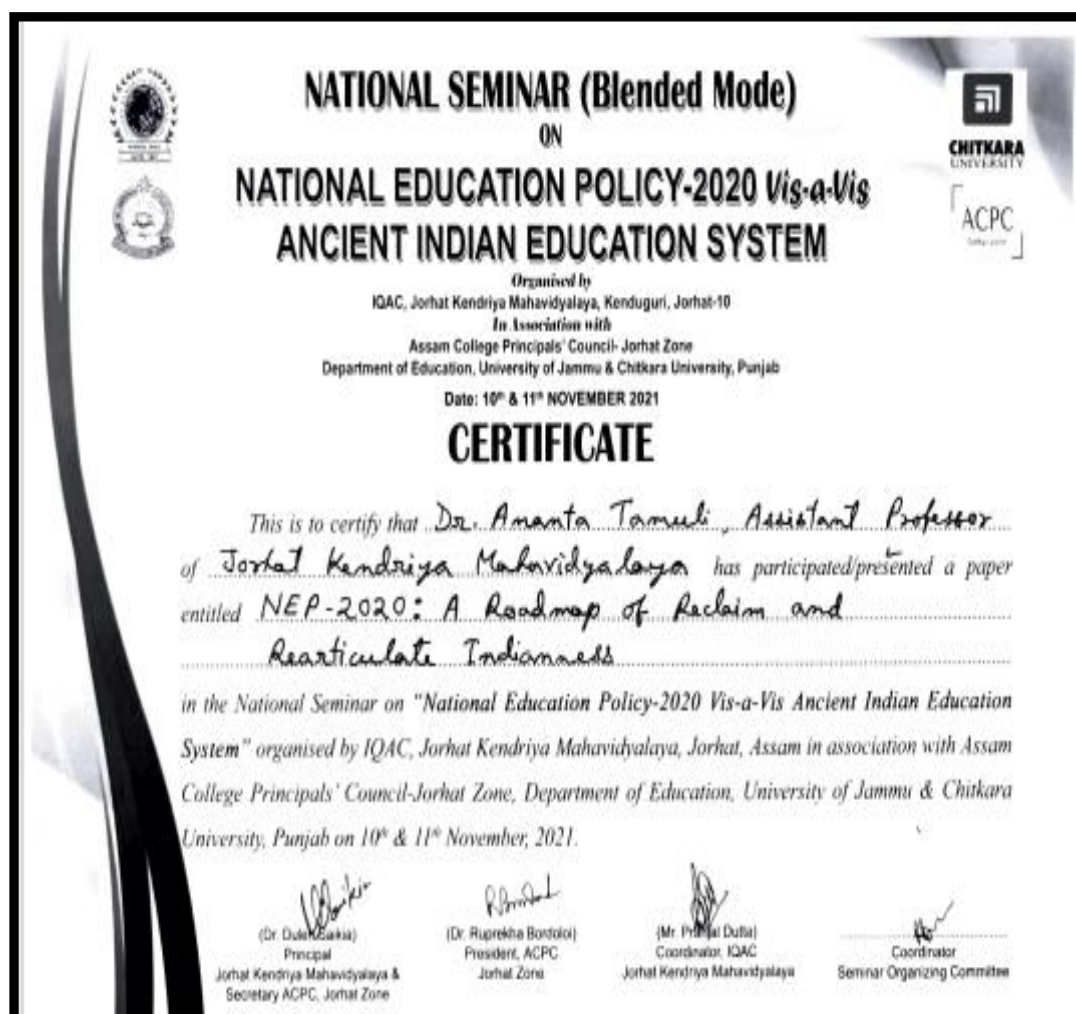 NATIONAL SEMINAR (Blended Mode)
ON
NATIONAL EDUCATION POLICY-2020 Vis-a-Vis
ANCIENT INDIAN EDUCATION SYSTEM
CHITKARA
UNIVERSITY
ACPC
Organised by
IQAC, Jorhat Kendriya Mahavidyalaya, Kenduguri, Jorhat-10
In Association with
Assam College Principals' Council- Jorhat Zone
Department of Education, University of Jammu & Chitkara University, Punjab
Date: 10th & 11th NOVEMBER 2021
CERTIFICATE
This is to certify that Dr. Ananta Tamuli, Assistant Professor
of Jorhat Kendriya Mahavidyalaya has participated/presented a paper
entitled NEP-2020: A Roadmap of Reclaim and
Rearticulate Indianness
in the National Seminar on "National Education Policy-2020 Vis-a-Vis Ancient Indian Education
System" organised by IQAC, Jorhat Kendriya Mahavidyalaya, Jorhat, Assam in association with Assam
College Principals' Council-Jorhat Zone, Department of Education, University of Jammu & Chitkara
University, Punjab on 10th & 11th November, 2021.
(Dr. Saikia)
Principal
Jorhat Kendriya Mahavidyalaya &
Secretary ACPC, Jorhat Zone
(Dr. Ruprekha Bordoloi)
President, ACPC
Jorhat Zone
(Mr. Dutta)
Coordinator, IQAC
Jorhat Kendriya Mahavidyalaya
Coordinator
Seminar Organizing Committee